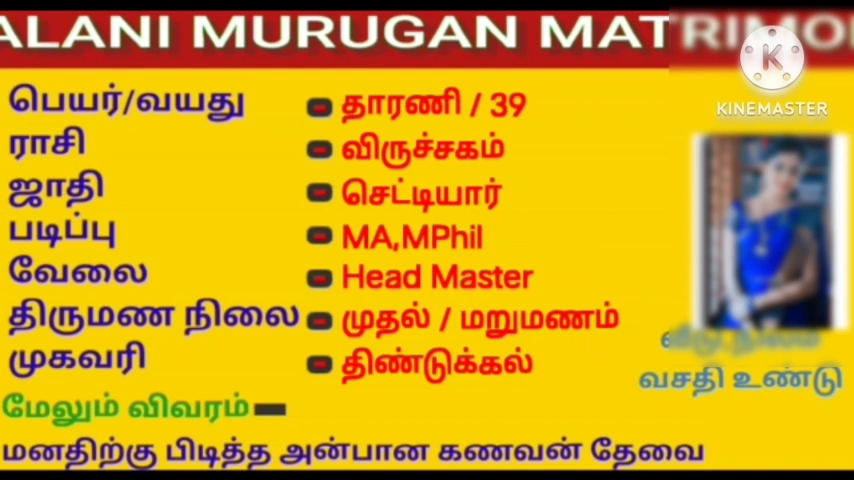 ALANI MURUGAN MATRIMO
K
KINEMASTER
பெயர்/வயது - தாரணி / 39
ராசி - விருச்சகம்
ஜாதி - செட்டியார்
படிப்பு - MA,MPhil
வேலை - Head Master
திருமண நிலை - முதல் / மறுமணம்
முகவரி - திண்டுக்கல்
வீடு,நிலம்
வசதி உண்டு
மேலும் விவரம் -
மனதிற்கு பிடித்த அன்பான கணவன் தேவை